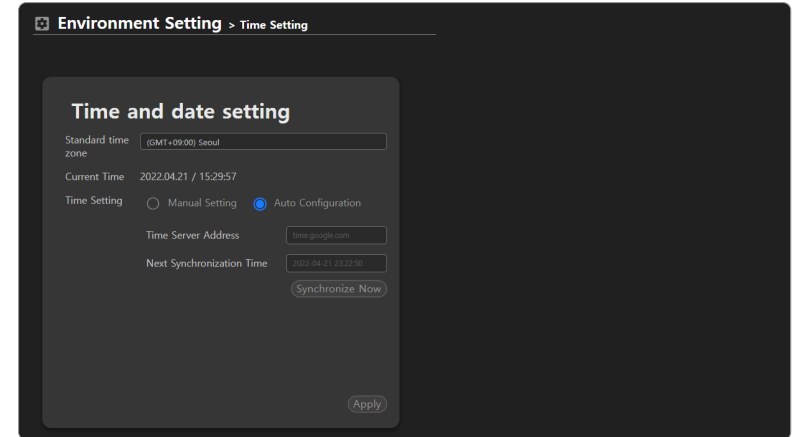 Environment Setting > Time Setting
Time and date setting
Standard time
zone
(GMT+09:00) Seoul
Current Time 2022.04.21 / 15:29:57
Time Setting Manual Setting Auto Configuration
Time Server Address time.google.com
Next Synchronization Time 2022-04-21 23:22:50
Synchronize Now
Apply